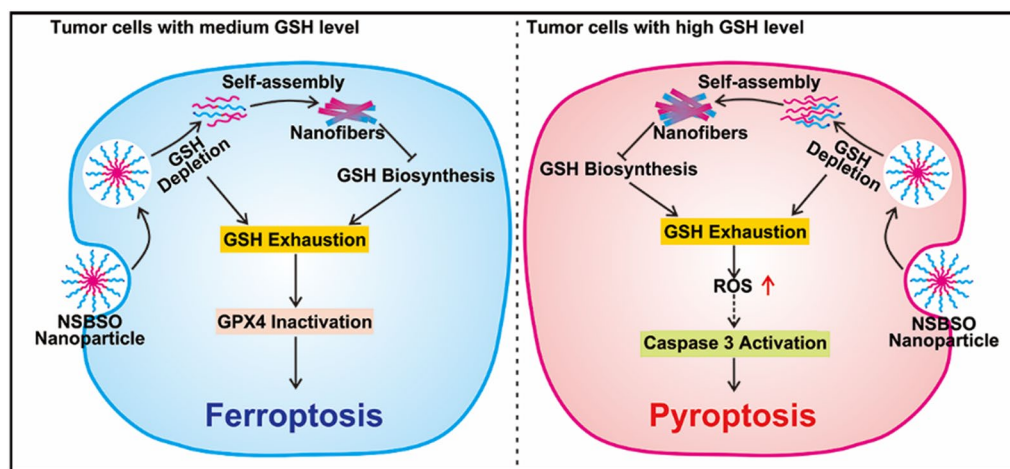 Tumor cells with medium GSH level
Self-assembly
Nanofibers
GSH
Depletion
GSH Biosynthesis
GSH Exhaustion
NSBSO
Nanoparticle
GPX4 Inactivation
Ferroptosis
Tumor cells with high GSH level
Self-assembly
Nanofibers
GSH
Depletion
GSH Biosynthesis
GSH Exhaustion
ROS
NSBSO
Nanoparticle
Caspase 3 Activation
Pyroptosis